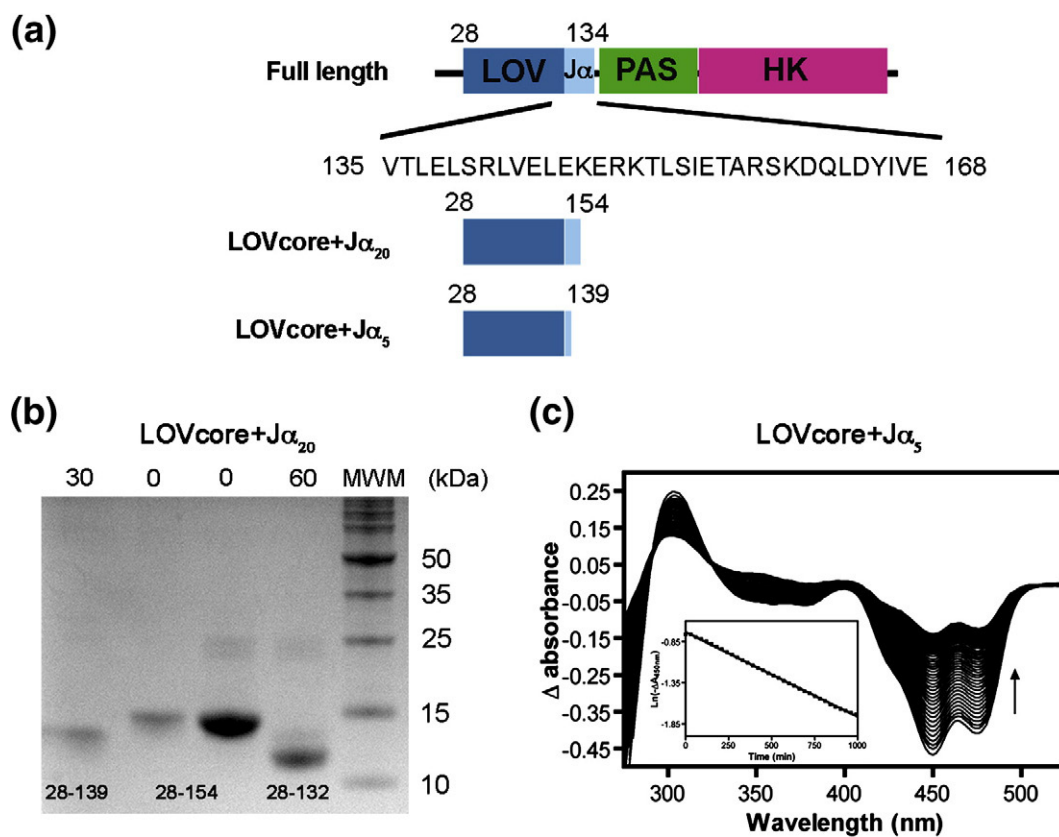 (a)
28 134
Full length LOV Jα PAS HK
135 VTLELSRLVELEKERKTLSIETARSKDQLDYIVE 168
28 154
LOVcore+Jα₂₀
28 139
LOVcore+Jα₅
(b)
LOVcore+Jα₂₀
30 0 0 60 MWM (kDa)
50
35
25
15
10
28-139 28-154 28-132
(c)
LOVcore+Jα₅
Δ absorbance
0.25
0.15
0.05
-0.05
-0.15
-0.25
-0.35
-0.45
300 350 400 450 500
Wavelength (nm)
Ln(-ΔA450nm)
-0.85
-1.35
-1.85
0 250 500 750 1000
Time (min)